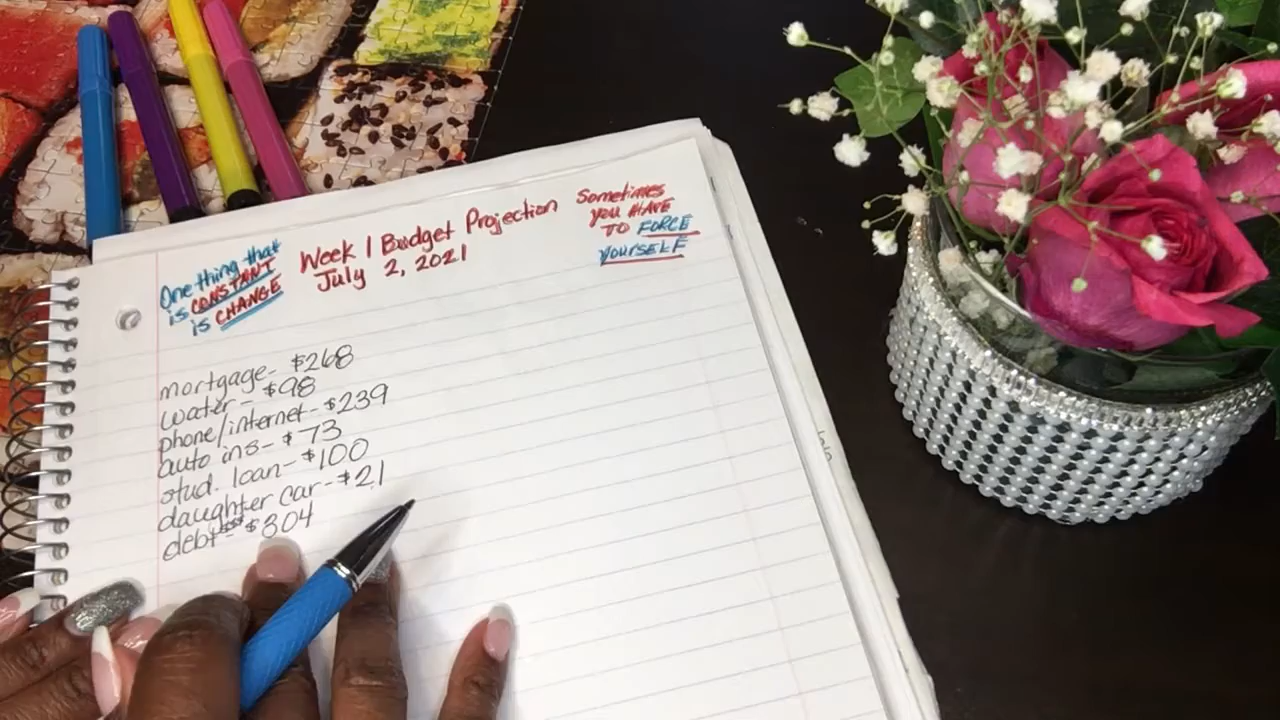 One thing that
is CONSTANT
is CHANGE
Week 1 Budget Projection
July 2, 2021
Sometimes
you HAVE
TO FORCE
YOURSELF
mortgage- $268
water- $98
phone/internet- $239
auto ins- $73
stud. loan- $100
daughter car- $21
debt- $304